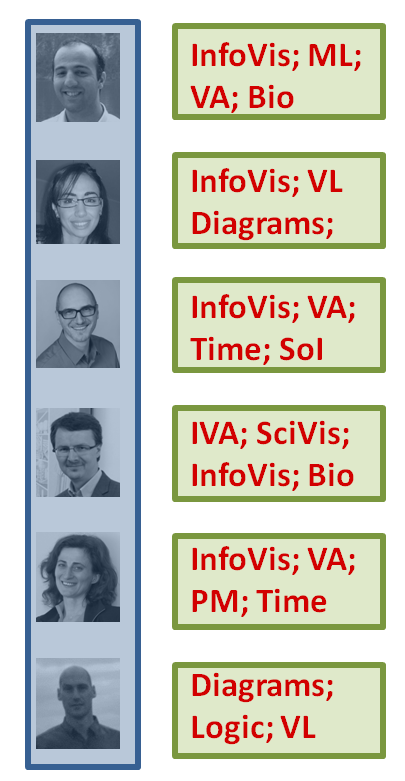 InfoVis; ML;
VA; Bio
InfoVis; VL
Diagrams;
InfoVis; VA;
Time; SoI
IVA; SciVis;
InfoVis; Bio
InfoVis; VA;
PM; Time
Diagrams;
Logic; VL